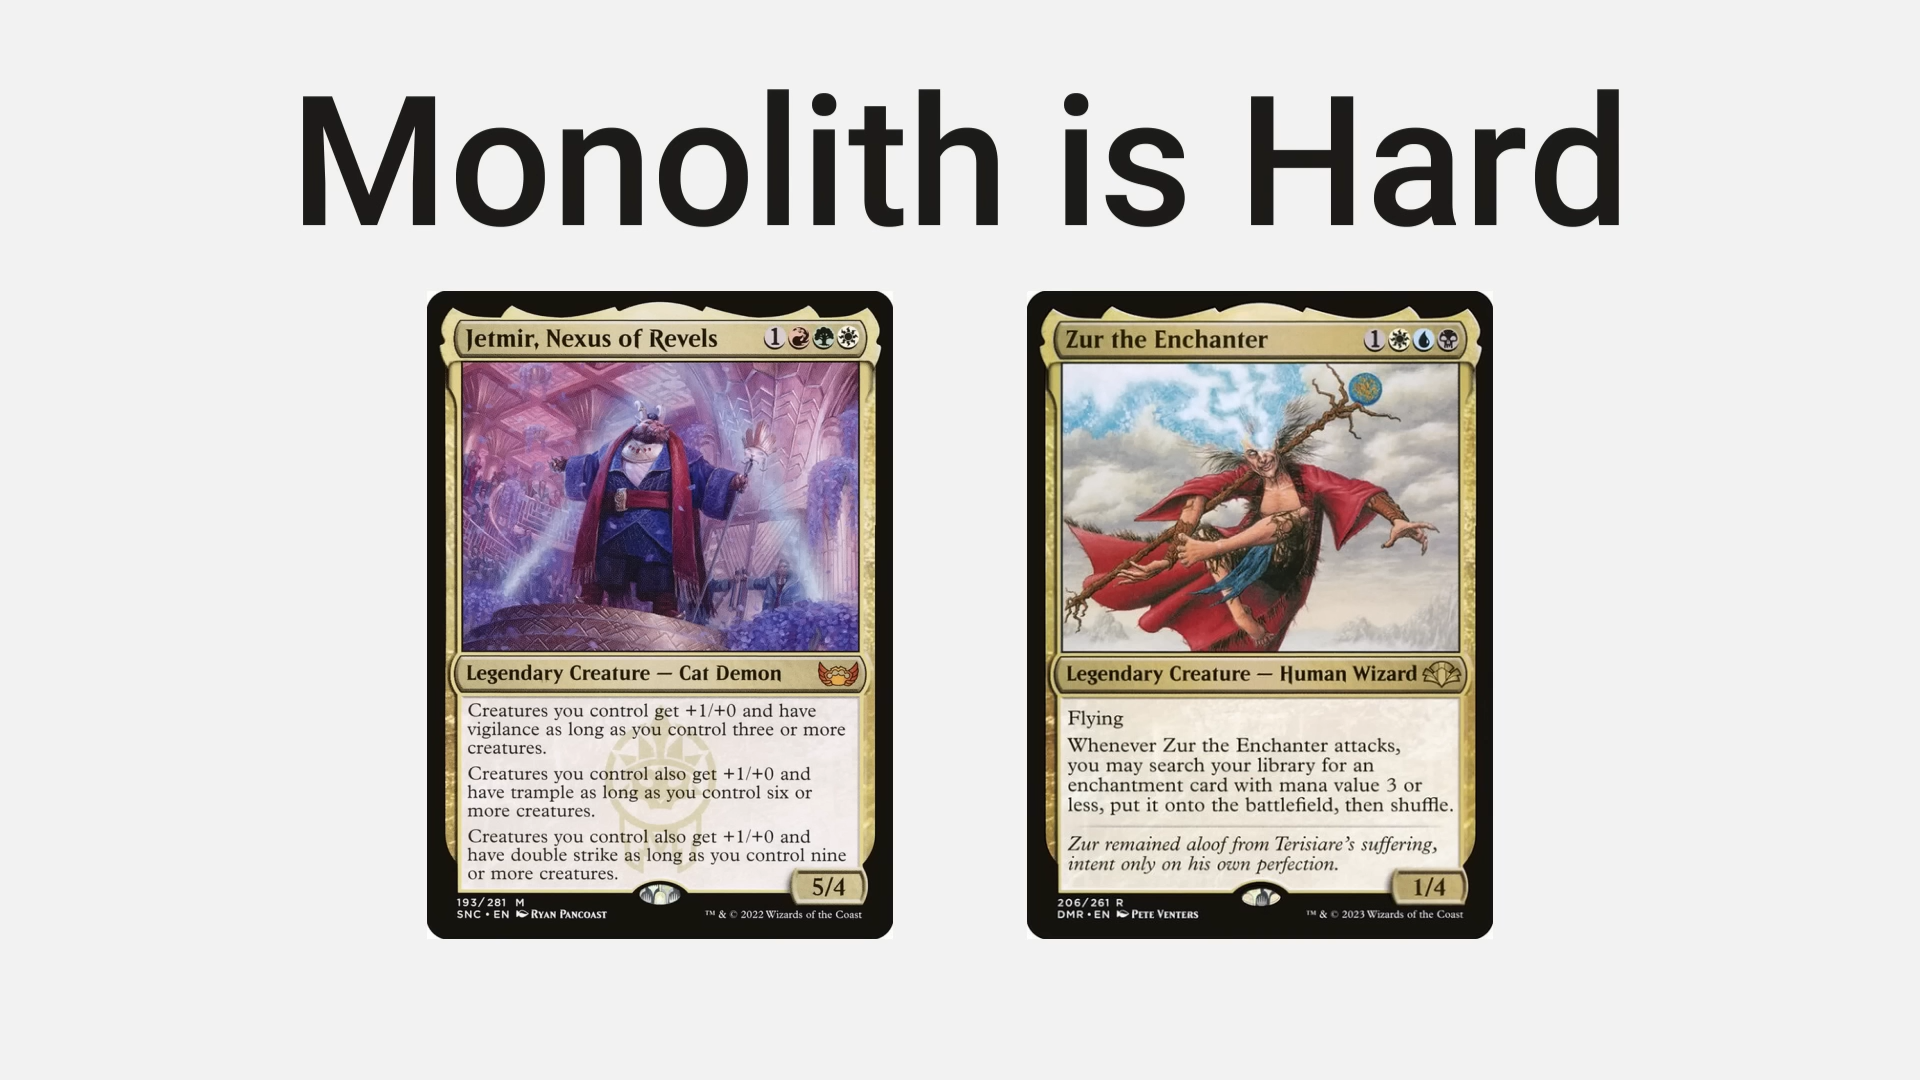 Monolith is Hard
Jetmir, Nexus of Revels 1
Legendary Creature — Cat Demon
Creatures you control get +1/+0 and have
vigilance as long as you control three or more
creatures.
Creatures you control also get +1/+0 and
have trample as long as you control six or
more creatures.
Creatures you control also get +1/+0 and
have double strike as long as you control nine
or more creatures.
5/4
193/281 M
SNC • EN RYAN PANCOAST
™ & © 2022 Wizards of the Coast
Zur the Enchanter 1
Legendary Creature — Human Wizard
Flying
Whenever Zur the Enchanter attacks,
you may search your library for an
enchantment card with mana value 3 or
less, put it onto the battlefield, then shuffle.
Zur remained aloof from Terisiare's suffering,
intent only on his own perfection.
1/4
206/261 R
DMR • EN PETE VENTERS
™ & © 2023 Wizards of the Coast